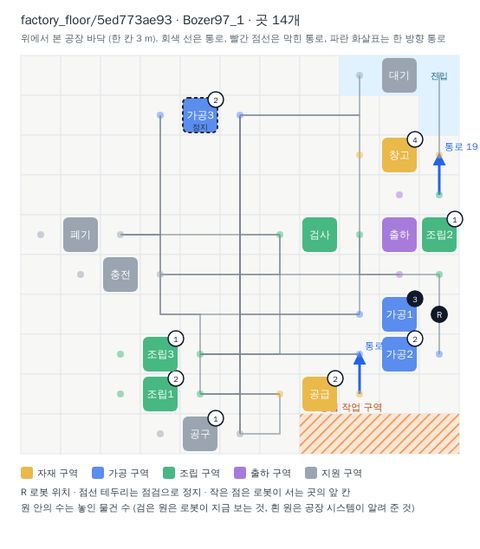 factory_floor/5ed773ae93 · Bozer97_1 · 곳 14개
위에서 본 공장 바닥 (한 칸 3 m). 회색 선은 통로, 빨간 점선은 막힌 통로, 파란 화살표는 한 방향 통로
대기
진입
2
가공3
정지
4
창고
통로 19
1
폐기
검사
출하
조립2
충전
3
가공1
R
통로
1
조립3
2
가공2
2
조립1
2
공급
작업 구역
1
공구
자재 구역
가공 구역
조립 구역
출하 구역
지원 구역
R 로봇 위치 · 점선 테두리는 점검으로 정지 · 작은 점은 로봇이 서는 곳의 앞 칸
원 안의 수는 놓인 물건 수 (검은 원은 로봇이 지금 보는 것, 흰 원은 공장 시스템이 알려 준 것)